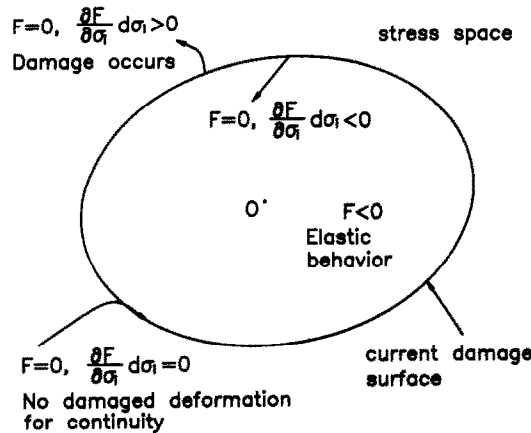 F=0, ∂F/∂σi dσi>0
Damage occurs
stress space
F=0, ∂F/∂σi dσi<0
O
F<0
Elastic
behavior
F=0, ∂F/∂σi dσi=0
No damaged deformation
for continuity
current damage
surface